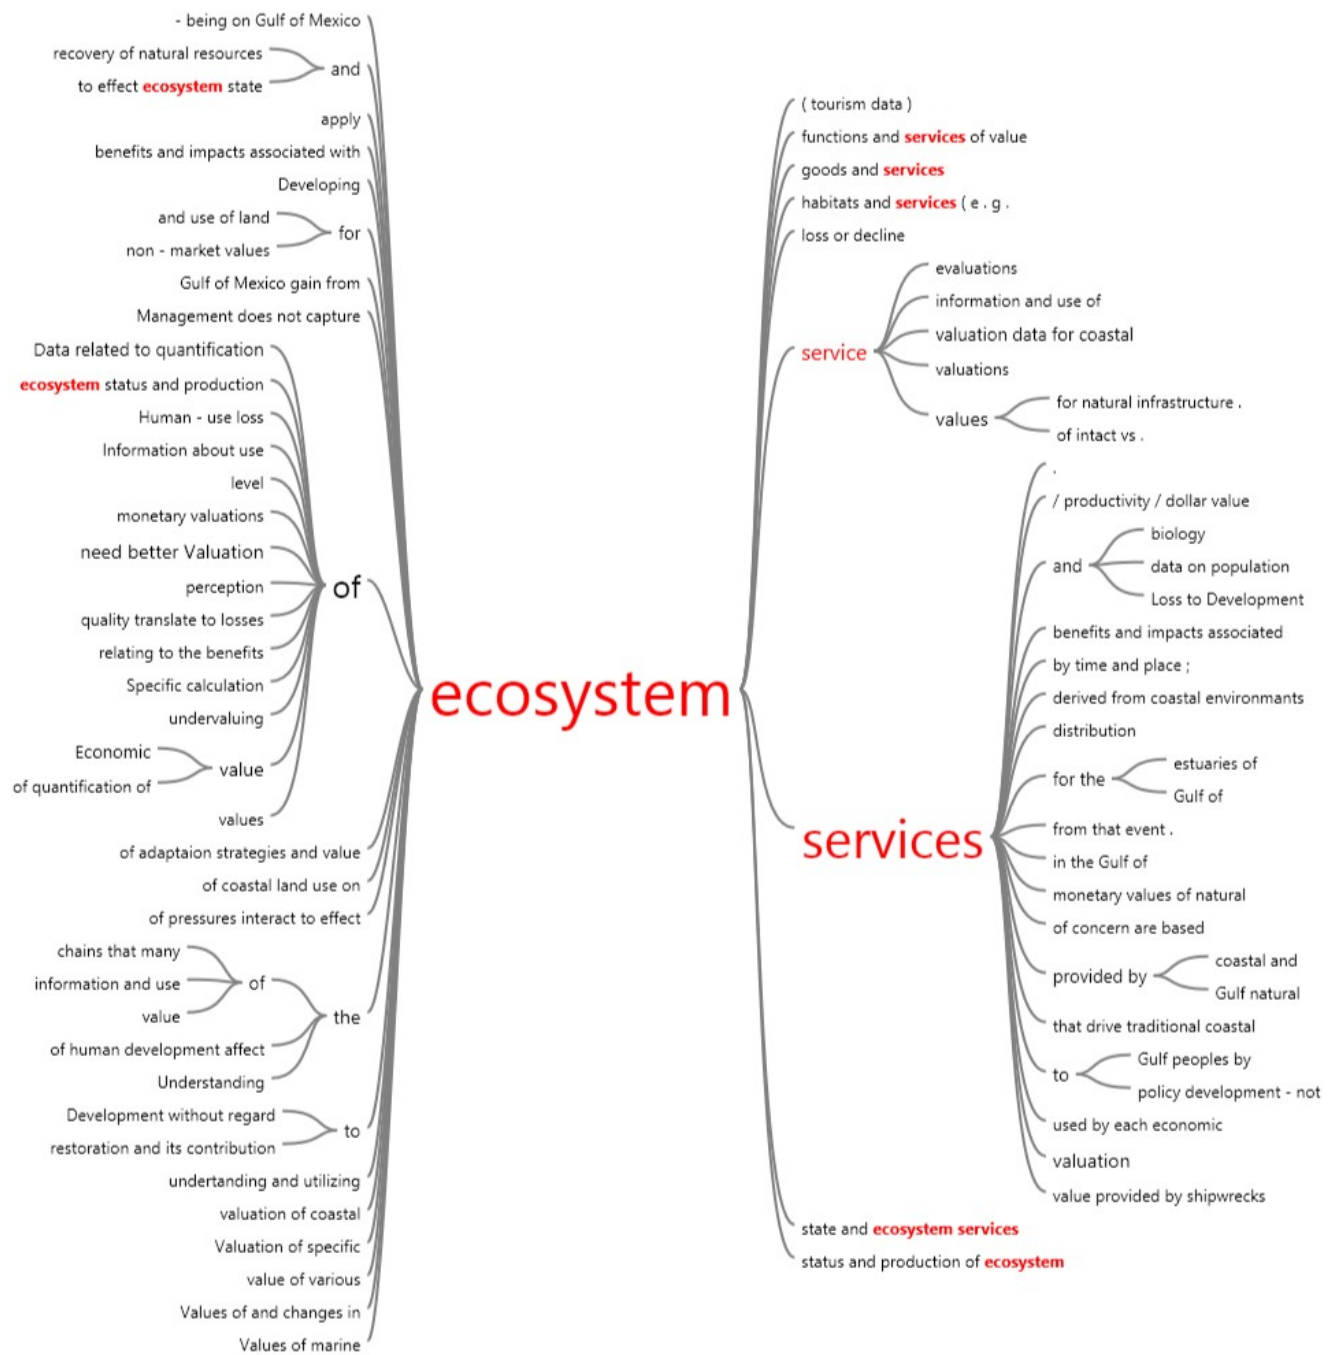 - being on Gulf of Mexico
recovery of natural resources
to effect ecosystem state
and
apply
benefits and impacts associated with
Developing
and use of land
non - market values
for
Gulf of Mexico gain from
Management does not capture
Data related to quantification
ecosystem status and production
Human - use loss
Information about use
level
monetary valuations
need better Valuation
perception
quality translate to losses
relating to the benefits
Specific calculation
undervaluing
Economic
of quantification of
value
values
of
of adaptaion strategies and value
of coastal land use on
of pressures interact to effect
chains that many
information and use
value
of
of human development affect
Understanding
the
Development without regard
restoration and its contribution
to
undertanding and utilizing
valuation of coastal
Valuation of specific
value of various
Values of and changes in
Values of marine
ecosystem
( tourism data )
functions and services of value
goods and services
habitats and services ( e . g .
loss or decline
service
evaluations
information and use of
valuation data for coastal
valuations
values
for natural infrastructure .
of intact vs .
services
.
/ productivity / dollar value
and
biology
data on population
Loss to Development
benefits and impacts associated
by time and place ;
derived from coastal environmants
distribution
for the
estuaries of
Gulf of
from that event .
in the Gulf of
monetary values of natural
of concern are based
provided by
coastal and
Gulf natural
that drive traditional coastal
to
Gulf peoples by
policy development - not
used by each economic
valuation
value provided by shipwrecks
state and ecosystem services
status and production of ecosystem